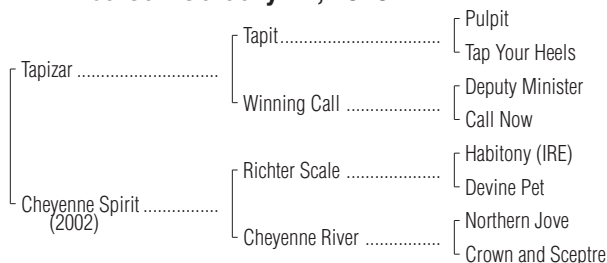 Pulpit
Tapit
Tap Your Heels
Tapizar
Deputy Minister
Winning Call
Call Now
Habitony (IRE)
Richter Scale
Devine Pet
Cheyenne Spirit
(2002)
Northern Jove
Cheyenne River
Crown and Sceptre